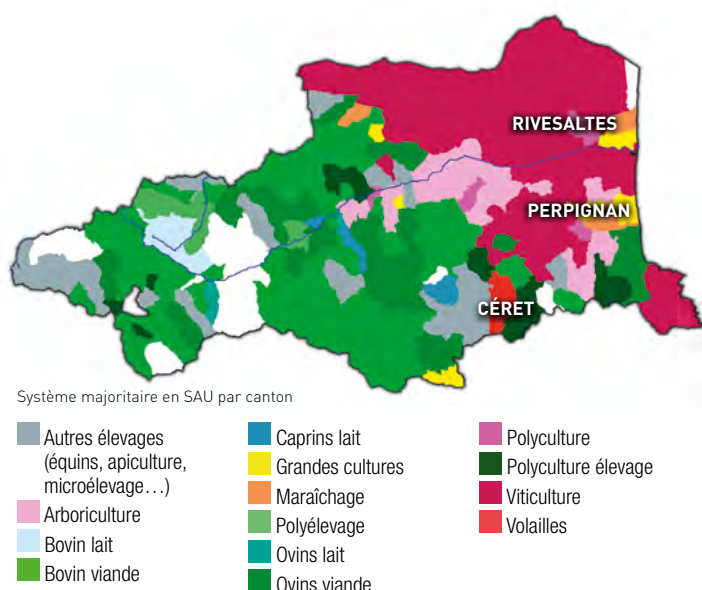 RIVESALTES
PERPIGNAN
CÉRET
Système majoritaire en SAU par canton
Autres élevages
(équins, apiculture,
microélevage…)
Arboriculture
Bovin lait
Bovin viande
Caprins lait
Grandes cultures
Maraîchage
Polyélevage
Ovins lait
Ovins viande
Polyculture
Polyculture élevage
Viticulture
Volailles